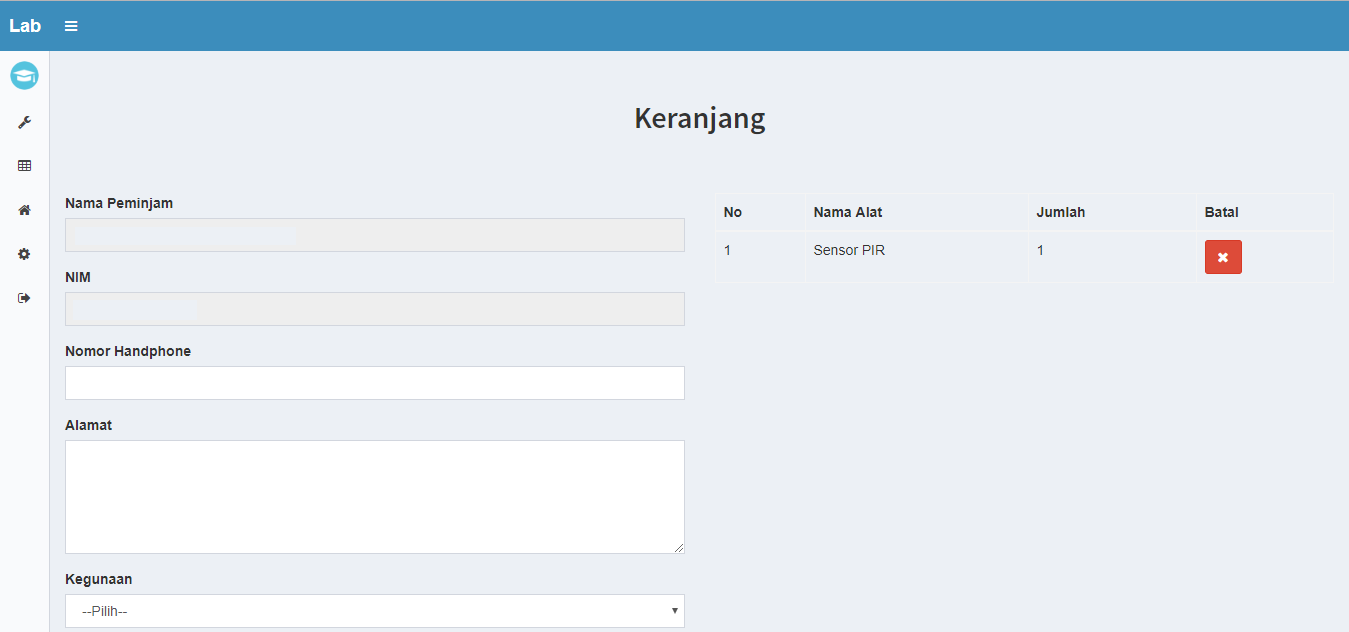 Lab
Keranjang
Nama Peminjam
NIM
Nomor Handphone
Alamat
Kegunaan
--Pilih--
No Nama Alat Jumlah Batal
1 Sensor PIR 1